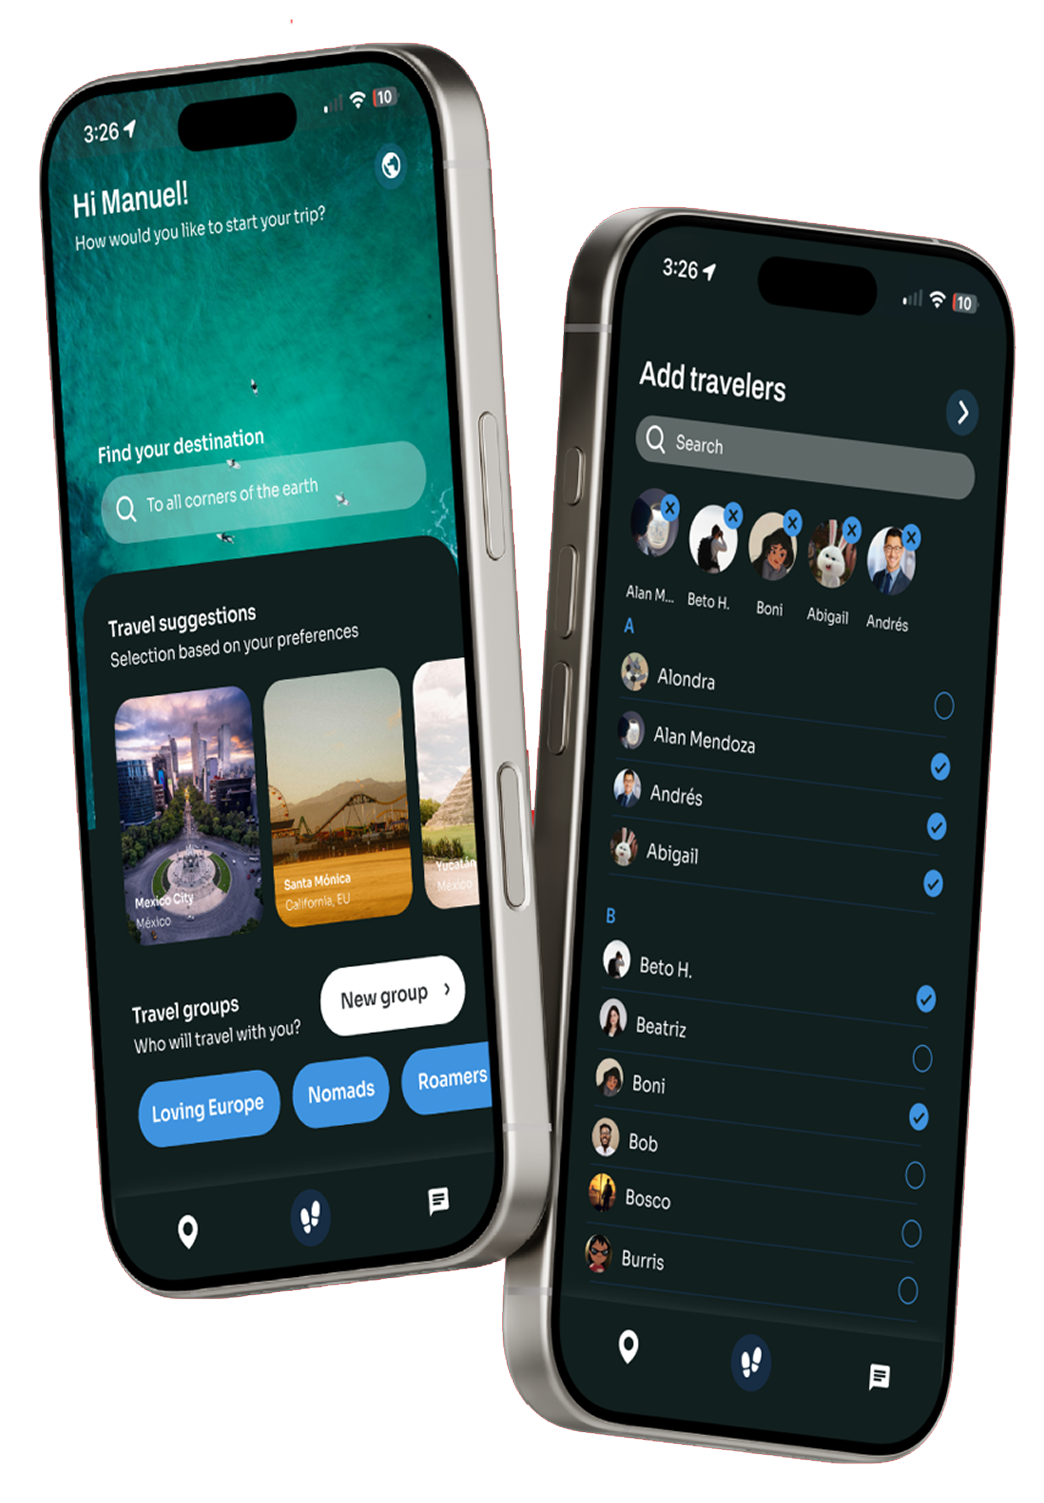 3:26
10
Hi Manuel!
How would you like to start your trip?
Find your destination
To all corners of the earth
Travel suggestions
Selection based on your preferences
Mexico City
México
Santa Mónica
California, EU
Yucatán
México
Travel groups
Who will travel with you?
New group
Loving Europe
Nomads
Roamers
3:26
10
Add travelers
Search
Alan M...
Beto H.
Boni
Abigail
Andrés
A
Alondra
Alan Mendoza
Andrés
Abigail
B
Beto H.
Beatriz
Boni
Bob
Bosco
Burris